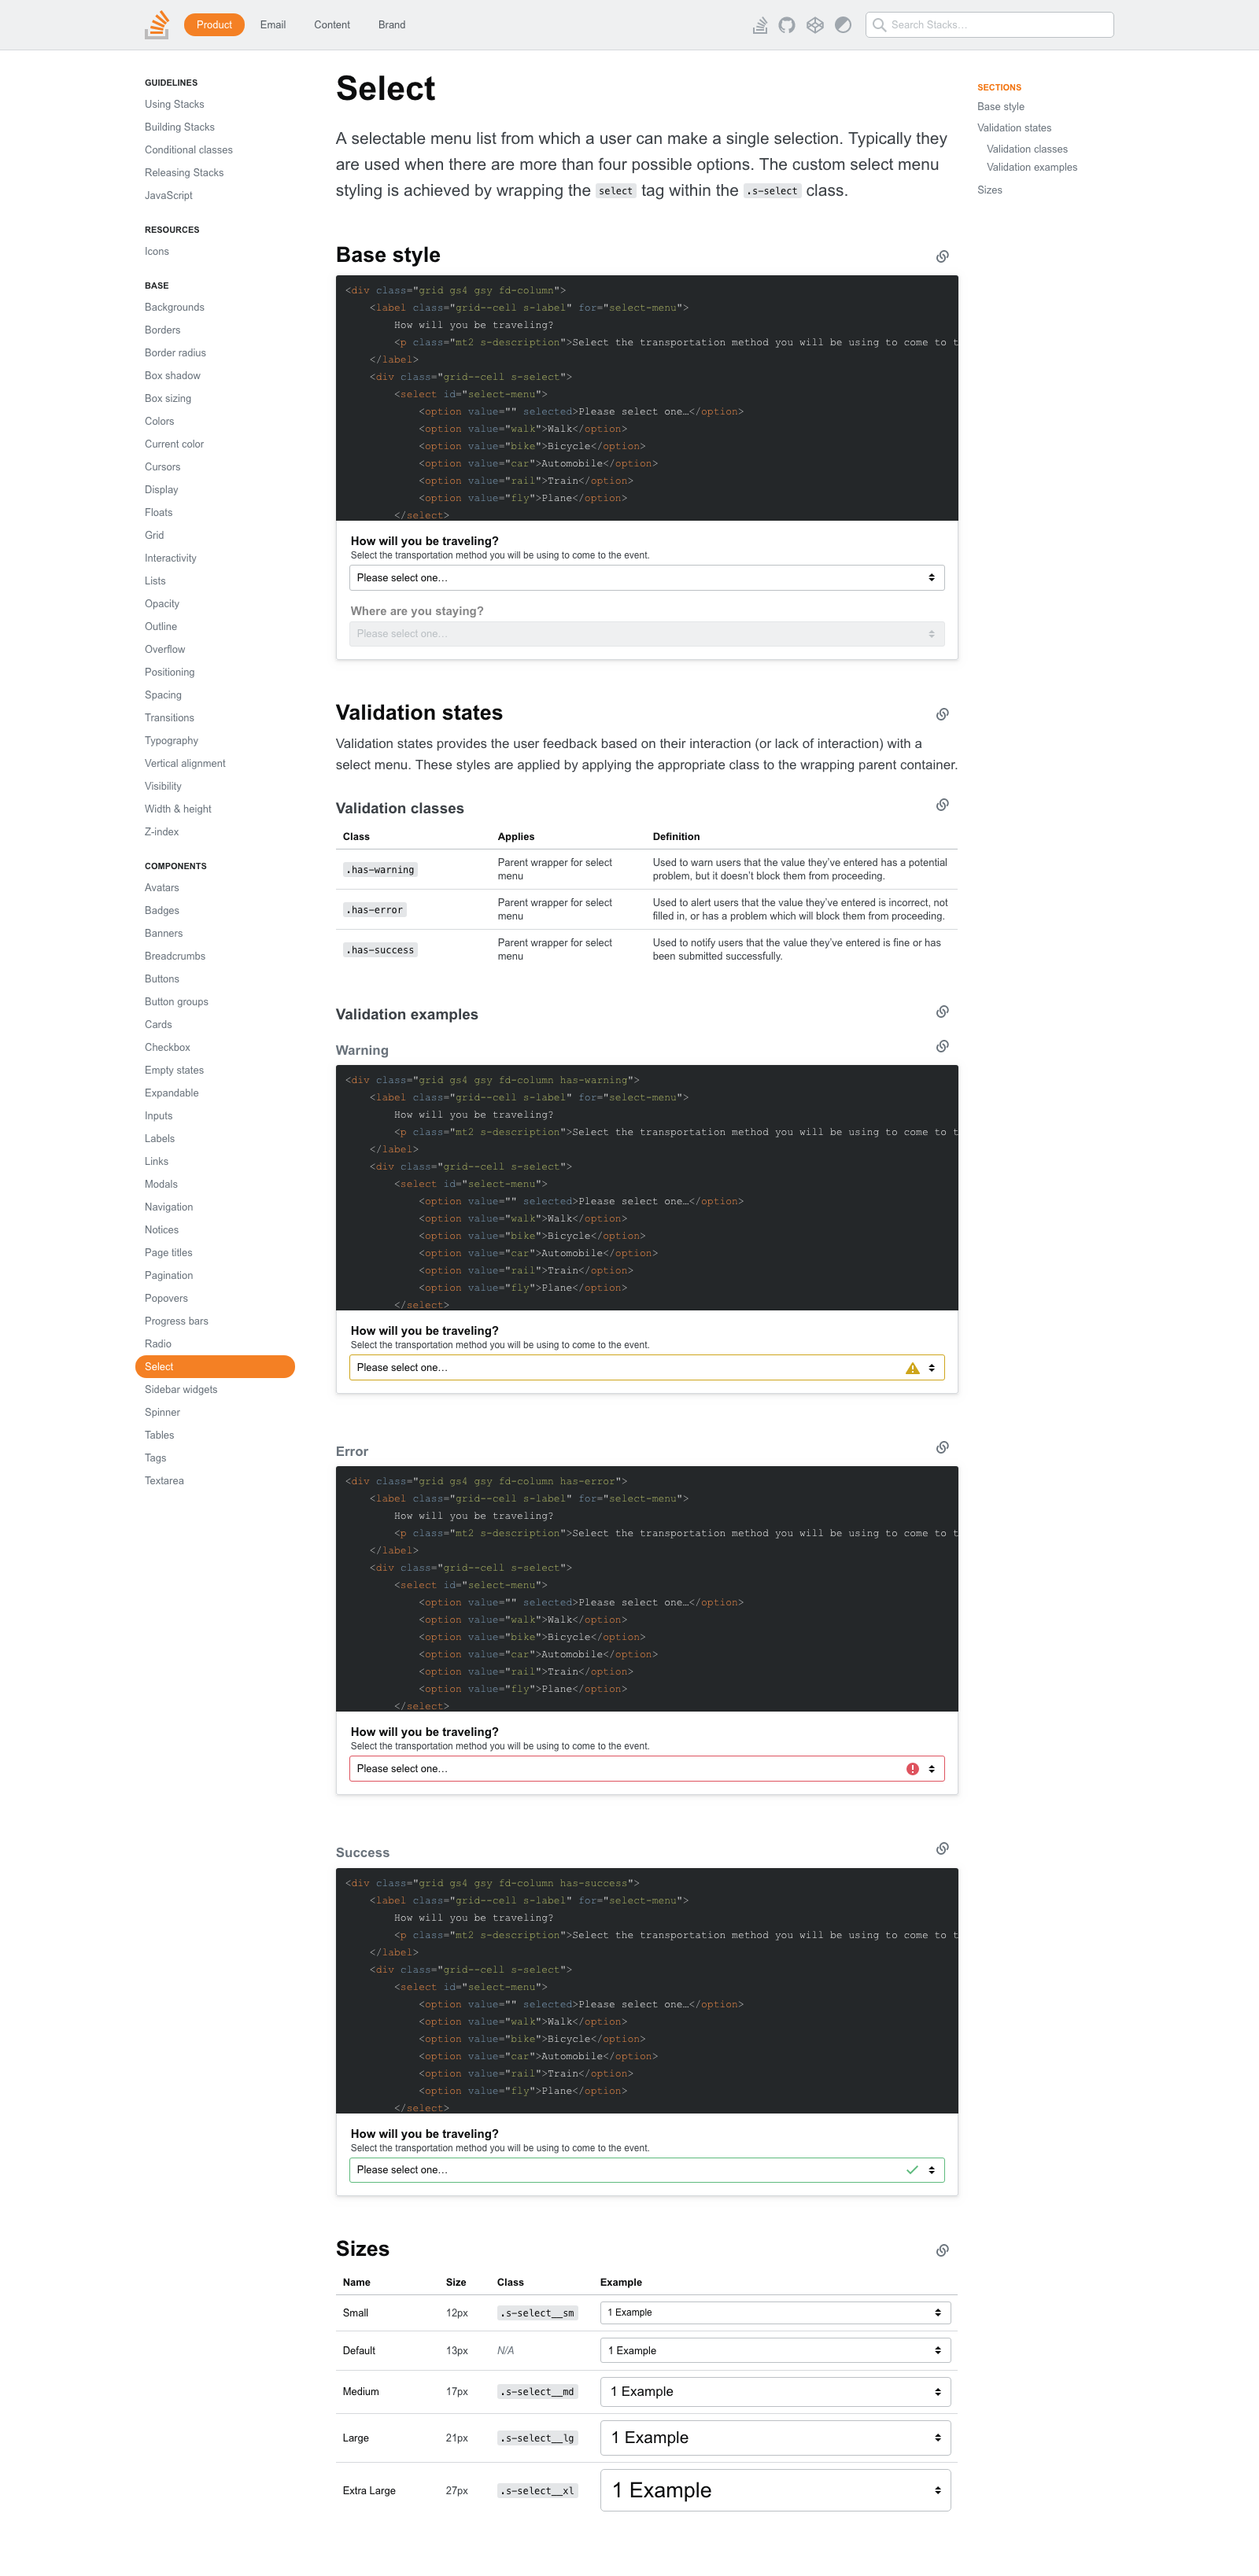 Product
Email
Content
Brand
Search Stacks…
GUIDELINES
Using Stacks
Building Stacks
Conditional classes
Releasing Stacks
JavaScript
RESOURCES
Icons
BASE
Backgrounds
Borders
Border radius
Box shadow
Box sizing
Colors
Current color
Cursors
Display
Floats
Grid
Interactivity
Lists
Opacity
Outline
Overflow
Positioning
Spacing
Transitions
Typography
Vertical alignment
Visibility
Width & height
Z-index
COMPONENTS
Avatars
Badges
Banners
Breadcrumbs
Buttons
Button groups
Cards
Checkbox
Empty states
Expandable
Inputs
Labels
Links
Modals
Navigation
Notices
Page titles
Pagination
Popovers
Progress bars
Radio
Select
Sidebar widgets
Spinner
Tables
Tags
Textarea
Select
A selectable menu list from which a user can make a single selection. Typically they
are used when there are more than four possible options. The custom select menu
styling is achieved by wrapping the select tag within the .s-select class.
Base style
<div class="grid gs4 gsy fd-column">
<label class="grid--cell s-label" for="select-menu">
How will you be traveling?
<p class="mt2 s-description">Select the transportation method you will be using to come to t
</label>
<div class="grid--cell s-select">
<select id="select-menu">
<option value="" selected>Please select one…</option>
<option value="walk">Walk</option>
<option value="bike">Bicycle</option>
<option value="car">Automobile</option>
<option value="rail">Train</option>
<option value="fly">Plane</option>
</select>
How will you be traveling?
Select the transportation method you will be using to come to the event.
Please select one…
Where are you staying?
Please select one…
Validation states
Validation states provides the user feedback based on their interaction (or lack of interaction) with a
select menu. These styles are applied by applying the appropriate class to the wrapping parent container.
Validation classes
Class Applies Definition
.has-warning Parent wrapper for select menu Used to warn users that the value they’ve entered has a potential
problem, but it doesn’t block them from proceeding.
.has-error Parent wrapper for select menu Used to alert users that the value they’ve entered is incorrect, not
filled in, or has a problem which will block them from proceeding.
.has-success Parent wrapper for select menu Used to notify users that the value they’ve entered is fine or has
been submitted successfully.
Validation examples
Warning
<div class="grid gs4 gsy fd-column has-warning">
<label class="grid--cell s-label" for="select-menu">
How will you be traveling?
<p class="mt2 s-description">Select the transportation method you will be using to come to t
</label>
<div class="grid--cell s-select">
<select id="select-menu">
<option value="" selected>Please select one…</option>
<option value="walk">Walk</option>
<option value="bike">Bicycle</option>
<option value="car">Automobile</option>
<option value="rail">Train</option>
<option value="fly">Plane</option>
</select>
How will you be traveling?
Select the transportation method you will be using to come to the event.
Please select one…
Error
<div class="grid gs4 gsy fd-column has-error">
<label class="grid--cell s-label" for="select-menu">
How will you be traveling?
<p class="mt2 s-description">Select the transportation method you will be using to come to t
</label>
<div class="grid--cell s-select">
<select id="select-menu">
<option value="" selected>Please select one…</option>
<option value="walk">Walk</option>
<option value="bike">Bicycle</option>
<option value="car">Automobile</option>
<option value="rail">Train</option>
<option value="fly">Plane</option>
</select>
How will you be traveling?
Select the transportation method you will be using to come to the event.
Please select one…
Success
<div class="grid gs4 gsy fd-column has-success">
<label class="grid--cell s-label" for="select-menu">
How will you be traveling?
<p class="mt2 s-description">Select the transportation method you will be using to come to t
</label>
<div class="grid--cell s-select">
<select id="select-menu">
<option value="" selected>Please select one…</option>
<option value="walk">Walk</option>
<option value="bike">Bicycle</option>
<option value="car">Automobile</option>
<option value="rail">Train</option>
<option value="fly">Plane</option>
</select>
How will you be traveling?
Select the transportation method you will be using to come to the event.
Please select one…
Sizes
Name Size Class Example
Small 12px .s-select__sm 1 Example
Default 13px N/A 1 Example
Medium 17px .s-select__md 1 Example
Large 21px .s-select__lg 1 Example
Extra Large 27px .s-select__xl 1 Example
SECTIONS
Base style
Validation states
Validation classes
Validation examples
Sizes